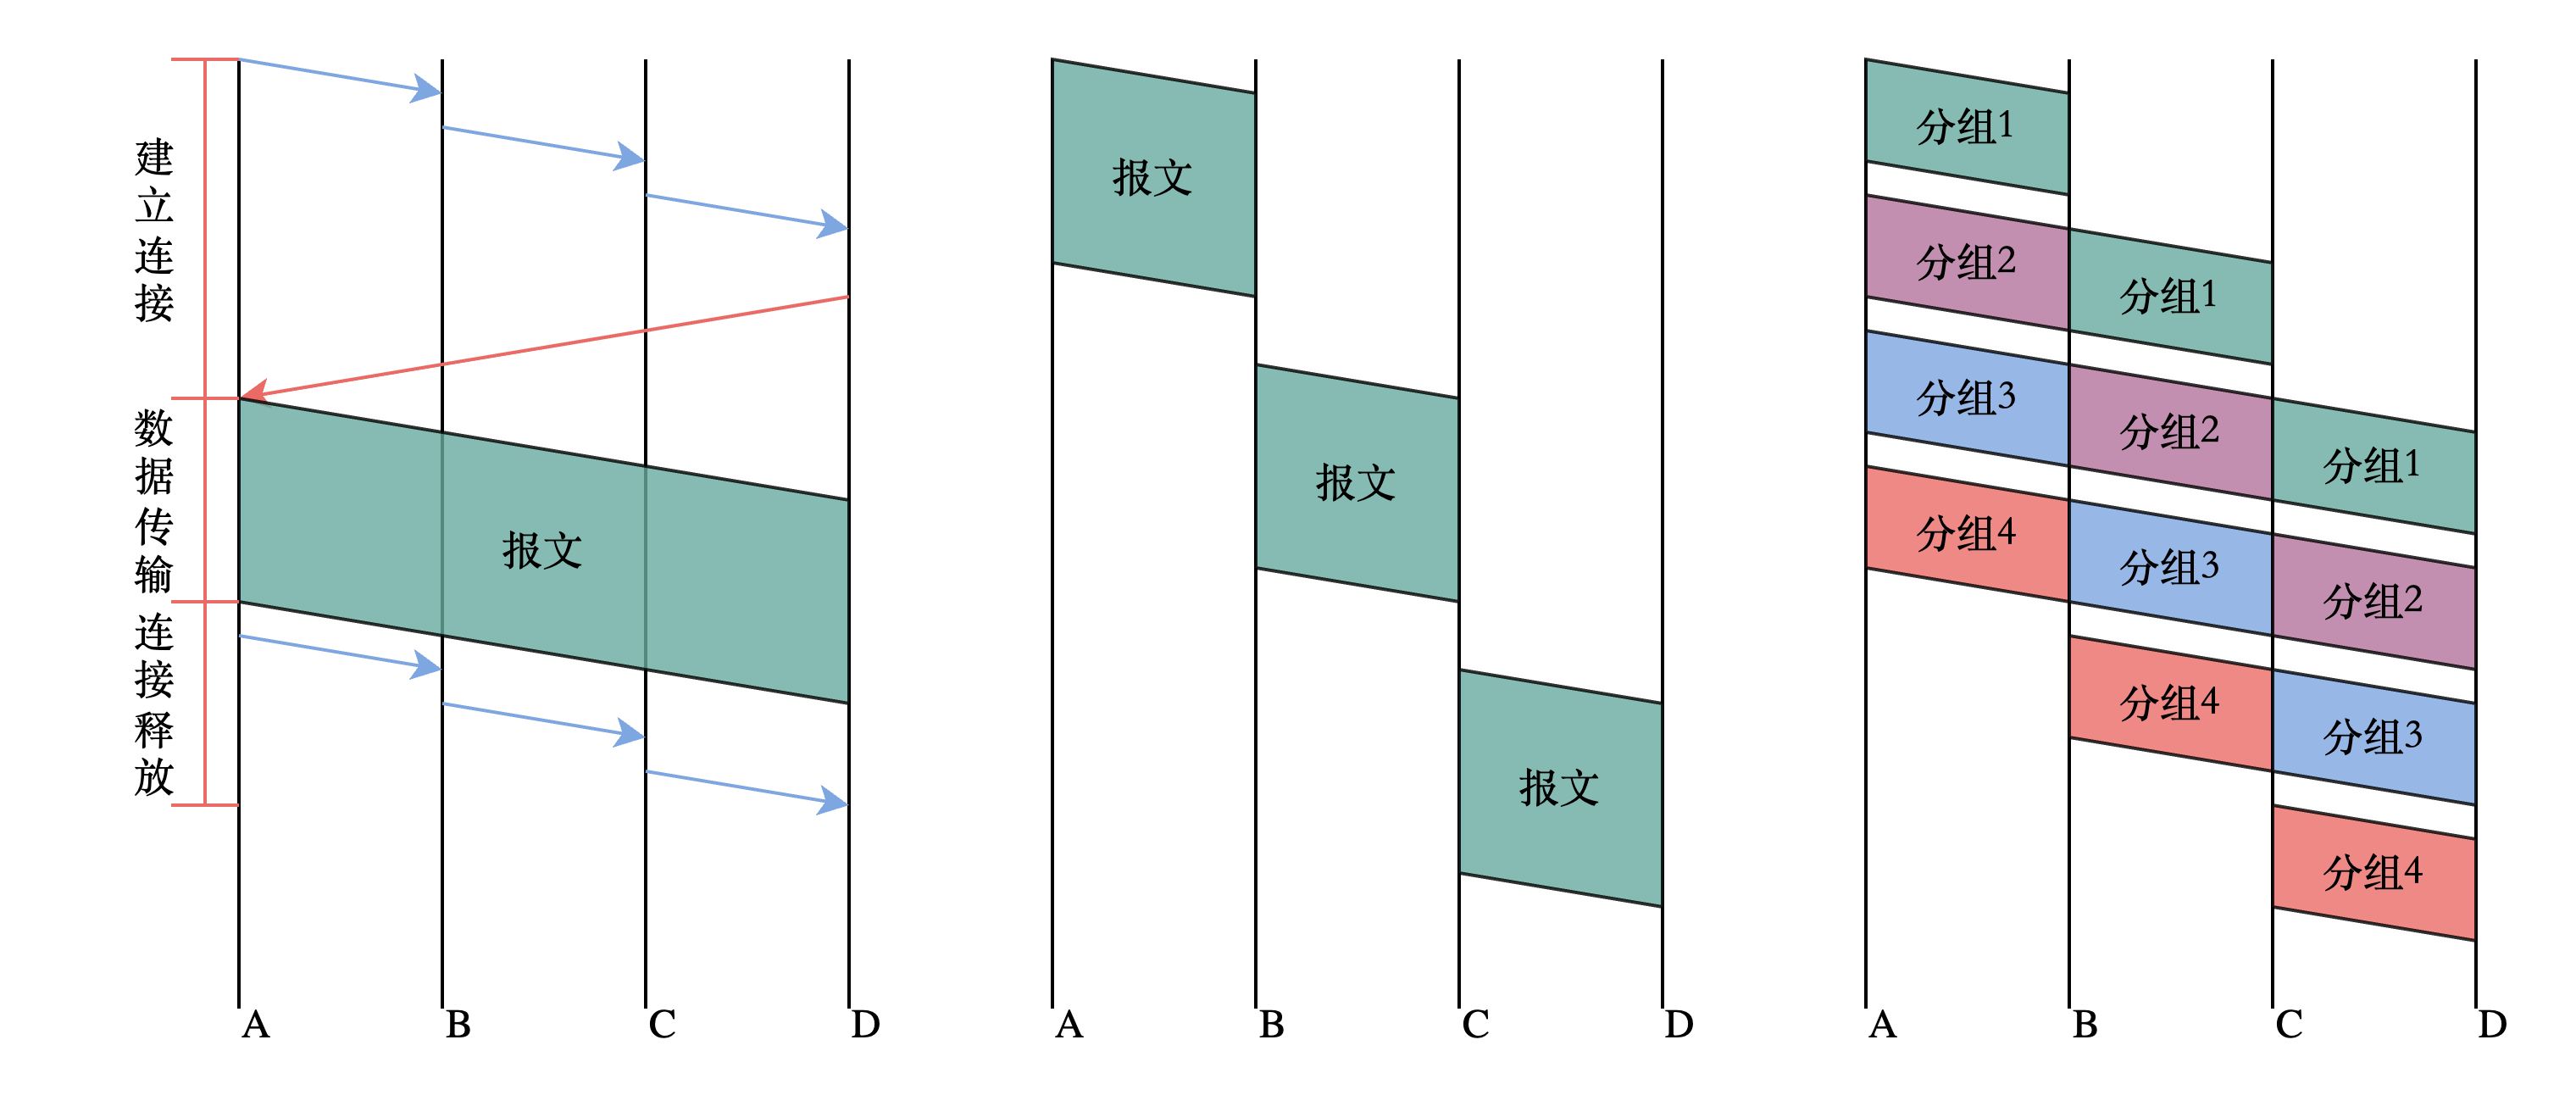 建立连接
数据传输
连接释放
报文
A B C D
报文
报文
报文
A B C D
分组1
分组2 分组1
分组3 分组2 分组1
分组4 分组3 分组2
分组4 分组3
分组4
A B C D